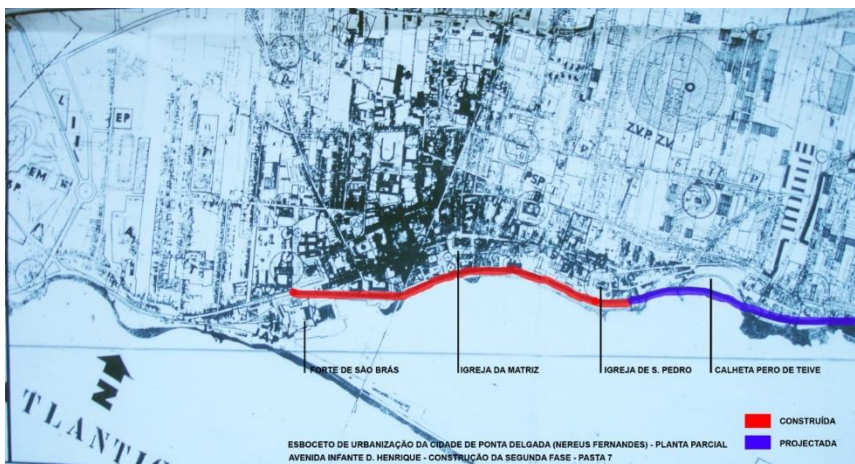 L
EP
T
EM
A
A
PSP
ZVP ZV
FORTE DE SÃO BRÁS
IGREJA DA MATRIZ
IGREJA DE S. PEDRO
CALHETA PERO DE TEIVE
N
TLANTIC
CONSTRUÍDA
PROJECTADA
ESBOCETO DE URBANIZAÇÃO DA CIDADE DE PONTA DELGADA (NEREUS FERNANDES) - PLANTA PARCIAL
AVENIDA INFANTE D. HENRIQUE - CONSTRUÇÃO DA SEGUNDA FASE - PASTA 7